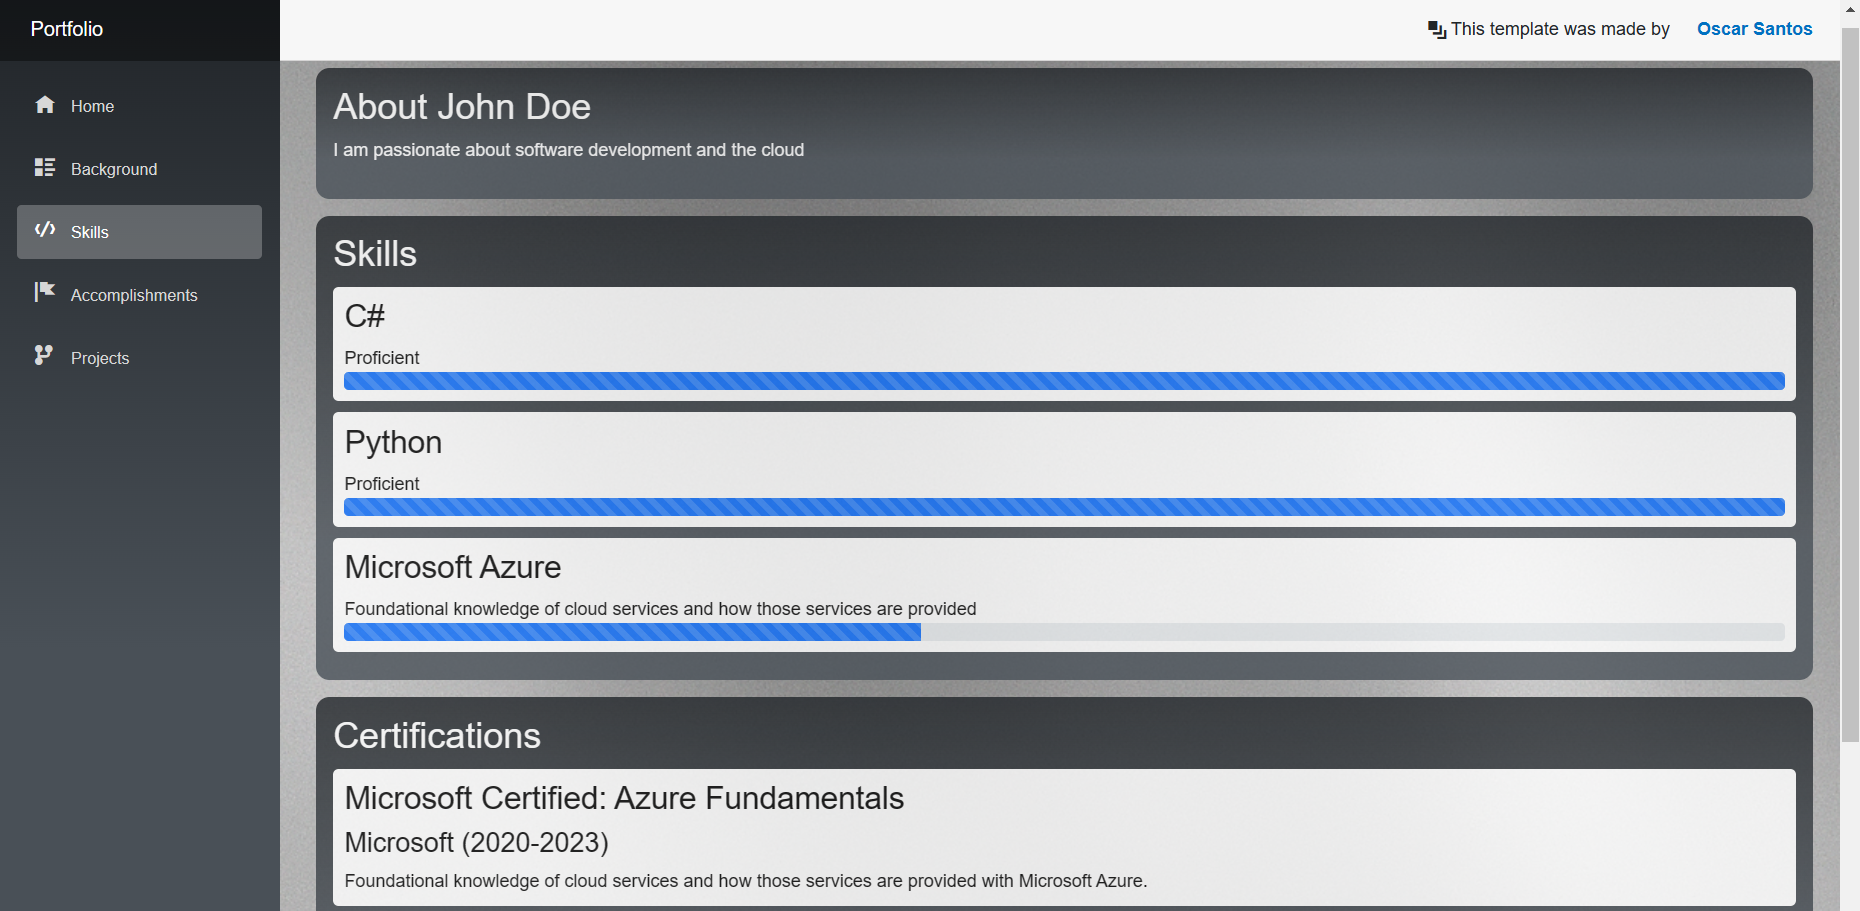 Portfolio
This template was made by Oscar Santos
Home
Background
Skills
Accomplishments
Projects
About John Doe
I am passionate about software development and the cloud
Skills
C#
Proficient
Python
Proficient
Microsoft Azure
Foundational knowledge of cloud services and how those services are provided
Certifications
Microsoft Certified: Azure Fundamentals
Microsoft (2020-2023)
Foundational knowledge of cloud services and how those services are provided with Microsoft Azure.